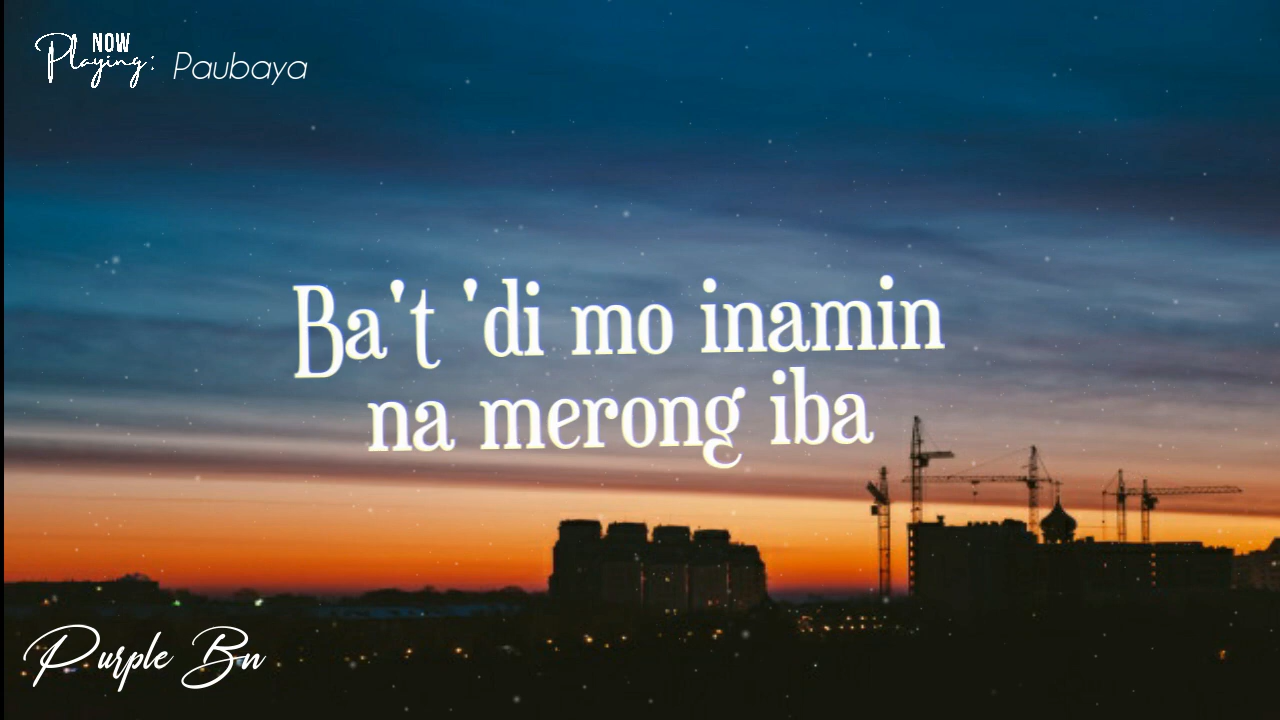 NOW
Playing: Paubaya
Ba't 'di mo inamin
na merong iba
Purple Bn